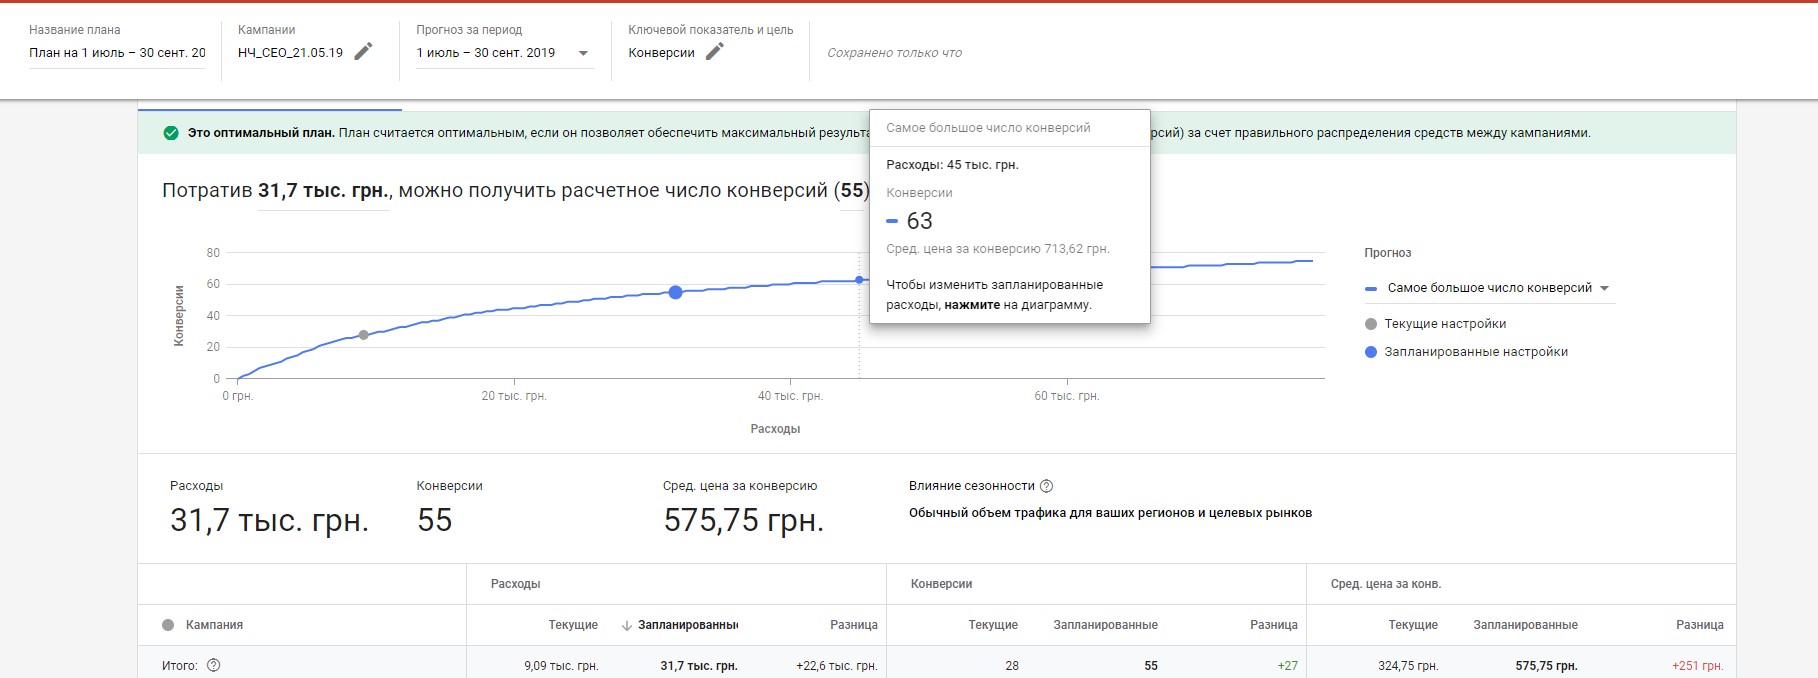 Название плана
Кампании
Прогноз за период
Ключевой показатель и цель
План на 1 июль – 30 сент. 20
НЧ_СЕО_21.05.19
1 июль – 30 сент. 2019
Конверсии
Сохранено только что
Это оптимальный план. План считается оптимальным, если он позволяет обеспечить максимальный результа
рсий) за счет правильного распределения средств между кампаниями.
Потратив 31,7 тыс. грн., можно получить расчетное число конверсий (55)
Самое большое число конверсий
Расходы: 45 тыс. грн.
Конверсии
63
Сред. цена за конверсию 713,62 грн.
Чтобы изменить запланированные
расходы, нажмите на диаграмму.
80
60
40
20
0
Конверсии
0 грн.
20 тыс. грн.
40 тыс. грн.
60 тыс. грн.
Расходы
Прогноз
Самое большое число конверсий
Текущие настройки
Запланированные настройки
Расходы
Конверсии
Сред. цена за конверсию
Влияние сезонности ?
31,7 тыс. грн.
55
575,75 грн.
Обычный объем трафика для ваших регионов и целевых рынков
Расходы
Конверсии
Сред. цена за конв.
Кампания
Текущие
Запланированны
Разница
Текущие
Запланированные
Разница
Текущие
Запланированные
Разница
Итого: ?
9,09 тыс. грн.
31,7 тыс. грн.
+22,6 тыс. грн.
28
55
+27
324,75 грн.
575,75 грн.
+251 грн.